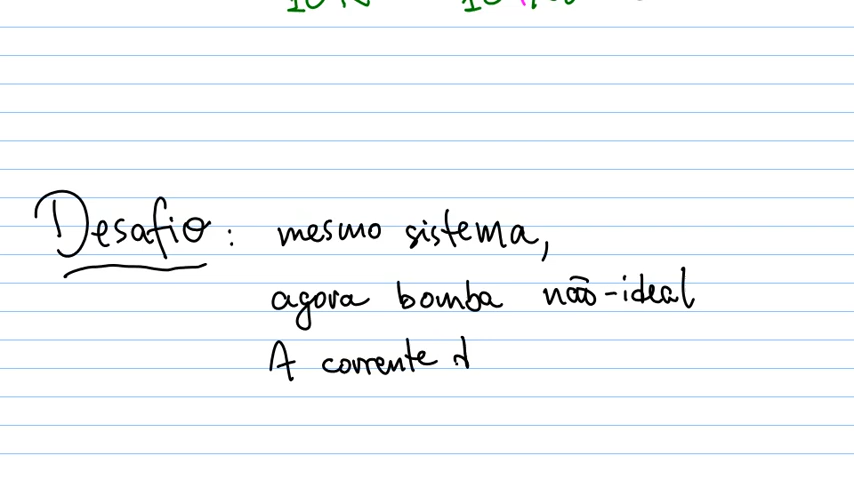 Desafio: mesmo sistema,
agora bomba não-ideal
A corrente d